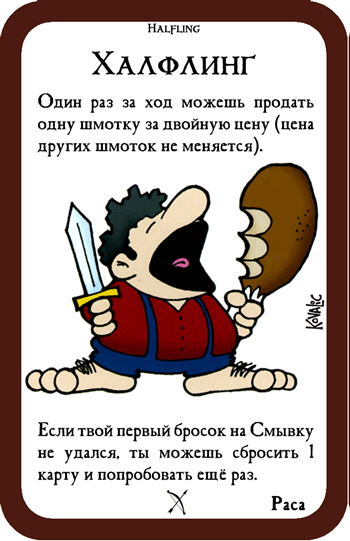 Halfling
Халфлинг
Один раз за ход можешь продать
одну шмотку за двойную цену (цена
других шмоток не меняется).
Kovalic
Если твой первый бросок на Смывку
не удался, ты можешь сбросить 1
карту и попробовать ещё раз.
Раса